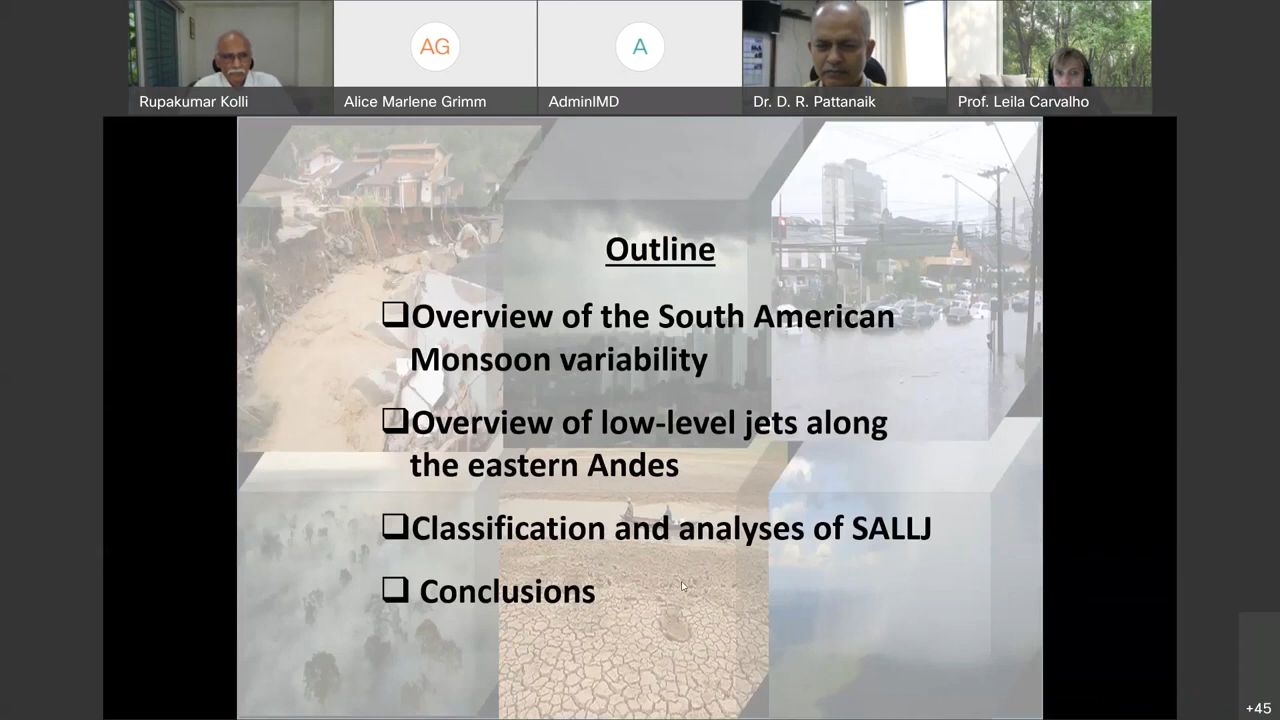 AG
A
Rupakumar Kolli
Alice Marlene Grimm
AdminIMD
Dr. D. R. Pattanaik
Prof. Leila Carvalho
Outline
❑Overview of the South American
Monsoon variability
❑Overview of low-level jets along
the eastern Andes
❑Classification and analyses of SALLJ
❑ Conclusions
+45